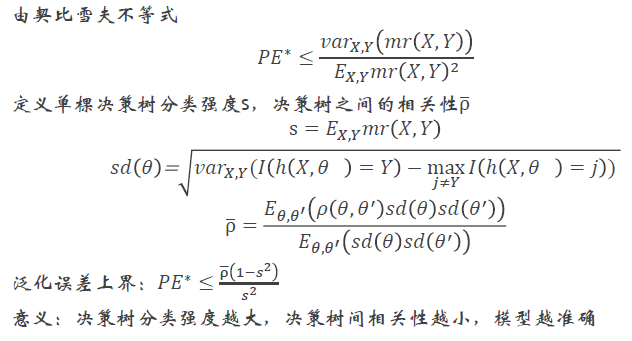 由契比雪夫不等式
PE* ≤ var_{X,Y}(mr(X,Y)) / E_{X,Y}mr(X,Y)²
定义单棵决策树分类强度s，决策树之间的相关性ρ̅
s = E_{X,Y}mr(X,Y)
sd(θ)=√(var_{X,Y}(I(h(X,θ )=Y) − max_{j≠Y} I(h(X,θ )=j)))
ρ̅ = E_{θ,θ′}(ρ(θ,θ′)sd(θ)sd(θ′)) / E_{θ,θ′}(sd(θ)sd(θ′))
泛化误差上界：PE* ≤ ρ̅(1−s²) / s²
意义：决策树分类强度越大，决策树间相关性越小，模型越准确